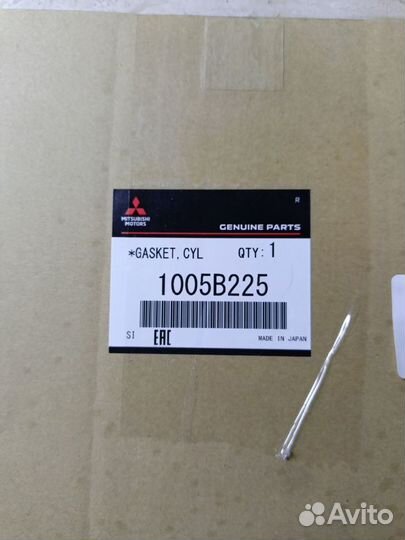 R
MITSUBISHI
MOTORS
GENUINE PARTS
*GASKET, CYL QTY: 1
1005B225
SI EAC MADE IN JAPAN
Avito